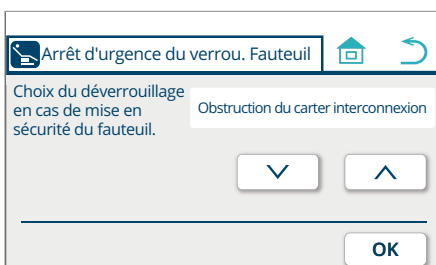 Arrêt d'urgence du verrou. Fauteuil
Choix du déverrouillage
en cas de mise en
sécurité du fauteuil.
Obstruction du carter interconnexion
OK